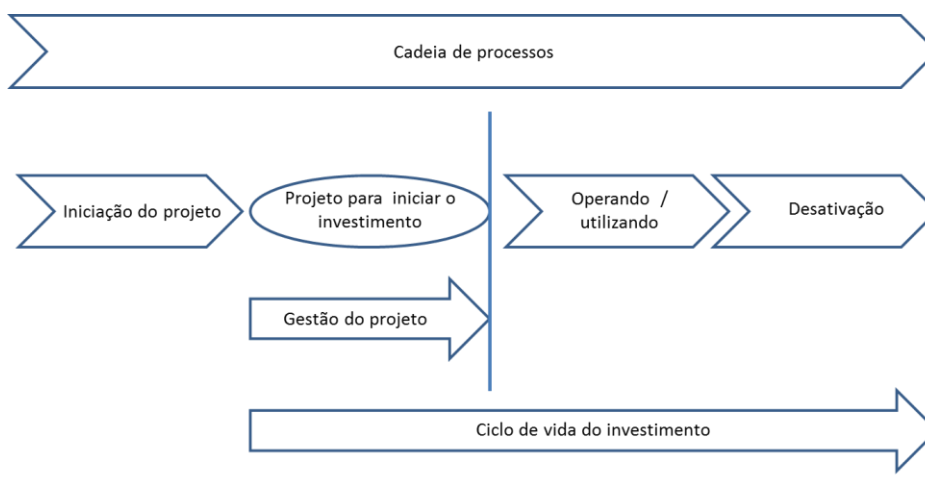 Cadeia de processos
Iniciação do projeto
Projeto para iniciar o
investimento
Operando /
utilizando
Desativação
Gestão do projeto
Ciclo de vida do investimento